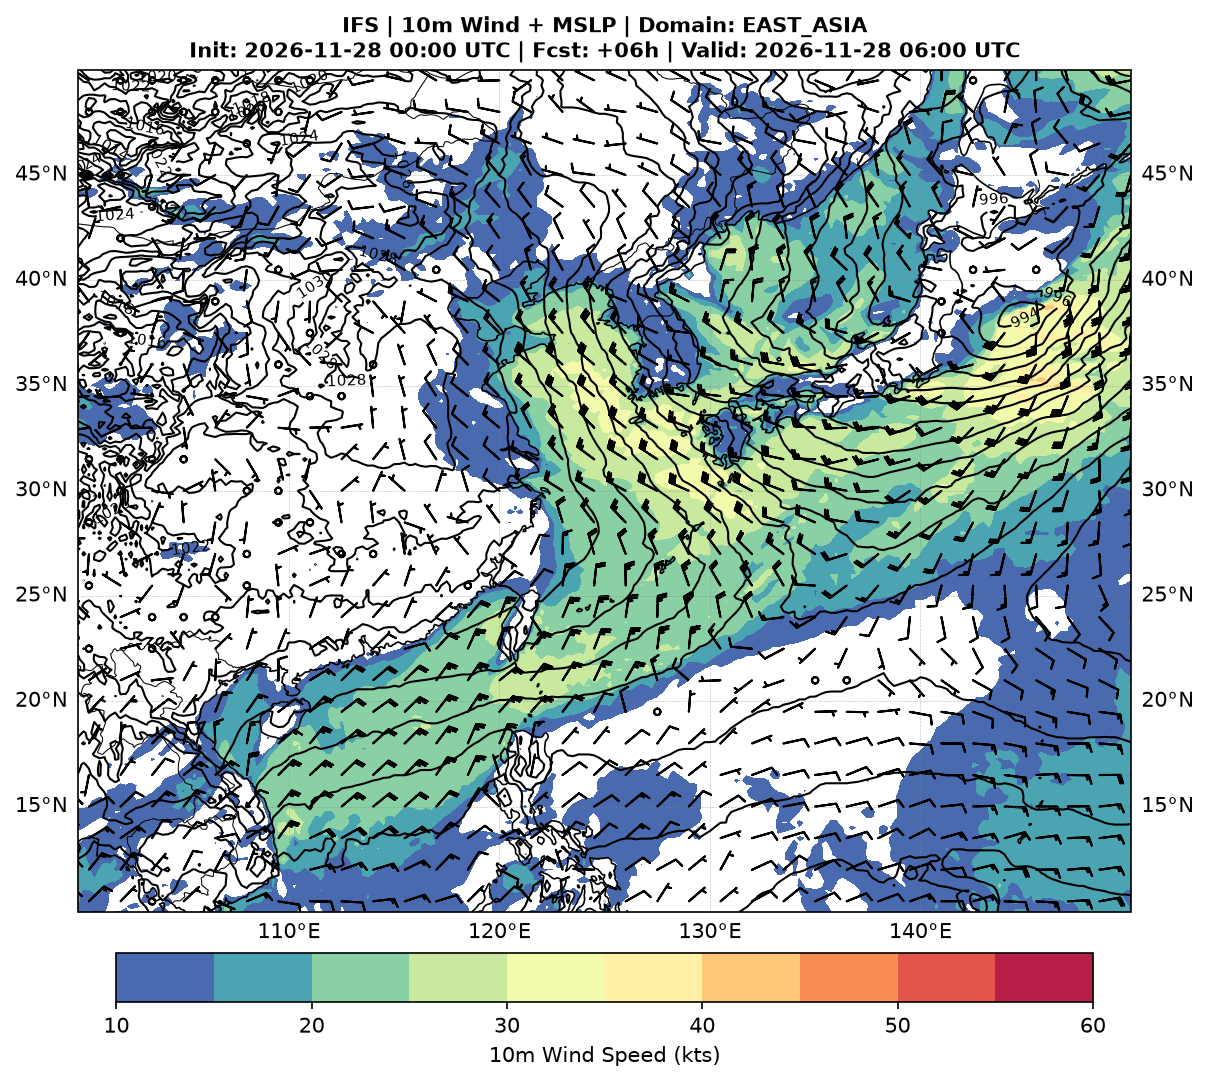 IFS | 10m Wind + MSLP | Domain: EAST_ASIA
Init: 2026-11-28 00:00 UTC | Fcst: +06h | Valid: 2026-11-28 06:00 UTC
45°N
45°N
40°N
40°N
35°N
35°N
30°N
30°N
25°N
25°N
20°N
20°N
15°N
15°N
1024
996
996
994
1028
110°E
120°E
130°E
140°E
10
20
30
40
50
60
10m Wind Speed (kts)